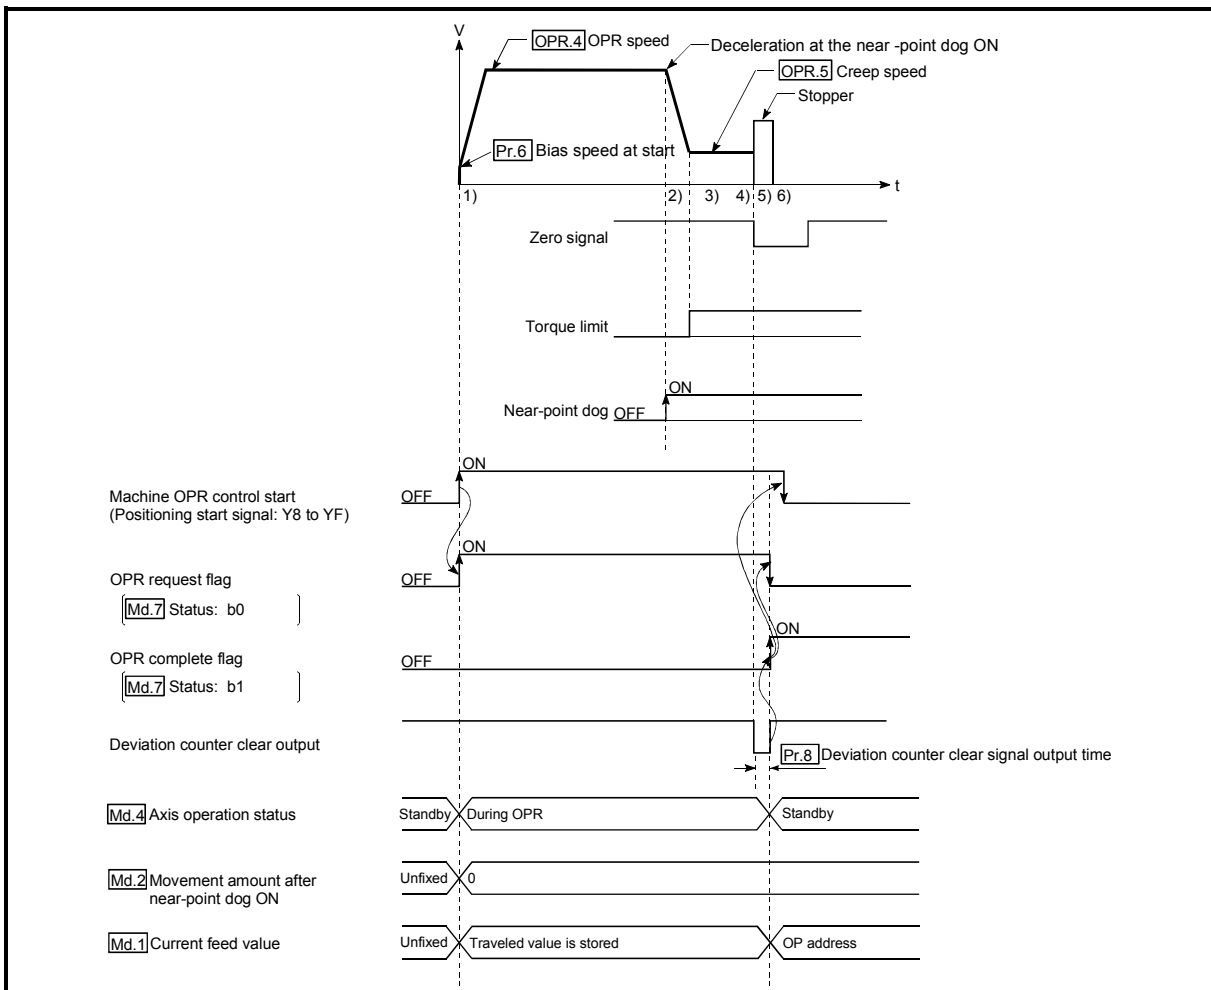 V
OPR.4 OPR speed
Deceleration at the near -point dog ON
OPR.5 Creep speed
Stopper
Pr.6 Bias speed at start
t
1) 2) 3) 4) 5) 6)
Zero signal
Torque limit
ON
Near-point dog OFF
ON
Machine OPR control start
(Positioning start signal: Y8 to YF)
OFF
ON
OPR request flag
OFF
Md.7 Status: b0
ON
OPR complete flag
OFF
Md.7 Status: b1
Deviation counter clear output
Pr.8 Deviation counter clear signal output time
Md.4 Axis operation status
Standby During OPR Standby
Md.2 Movement amount after
near-point dog ON
Unfixed 0
Md.1 Current feed value
Unfixed Traveled value is stored OP address